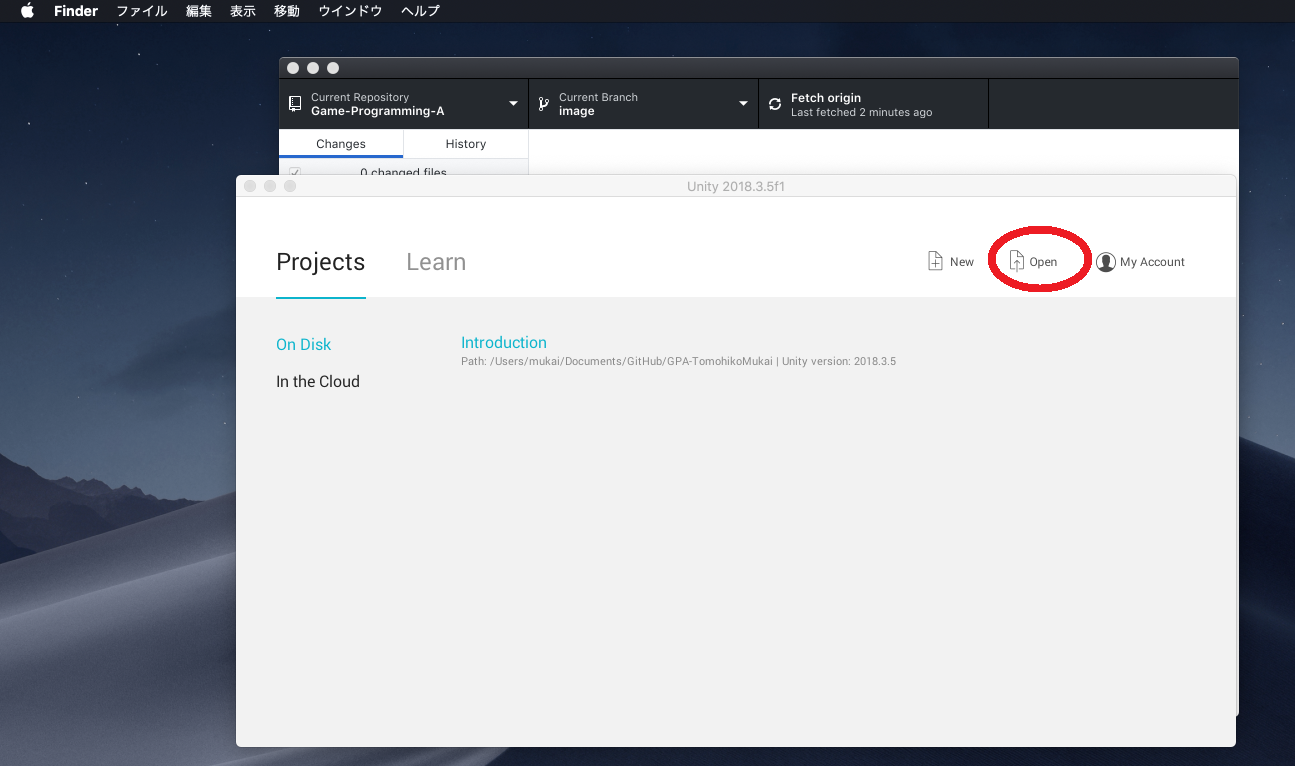 Finder ファイル 編集 表示 移動 ウインドウ ヘルプ
Current Repository
Game-Programming-A
Current Branch
image
Fetch origin
Last fetched 2 minutes ago
Changes History
0 changed files
Unity 2018.3.5f1
Projects Learn New Open My Account
On Disk
In the Cloud
Introduction
Path: /Users/mukai/Documents/GitHub/GPA-TomohikoMukai | Unity version: 2018.3.5